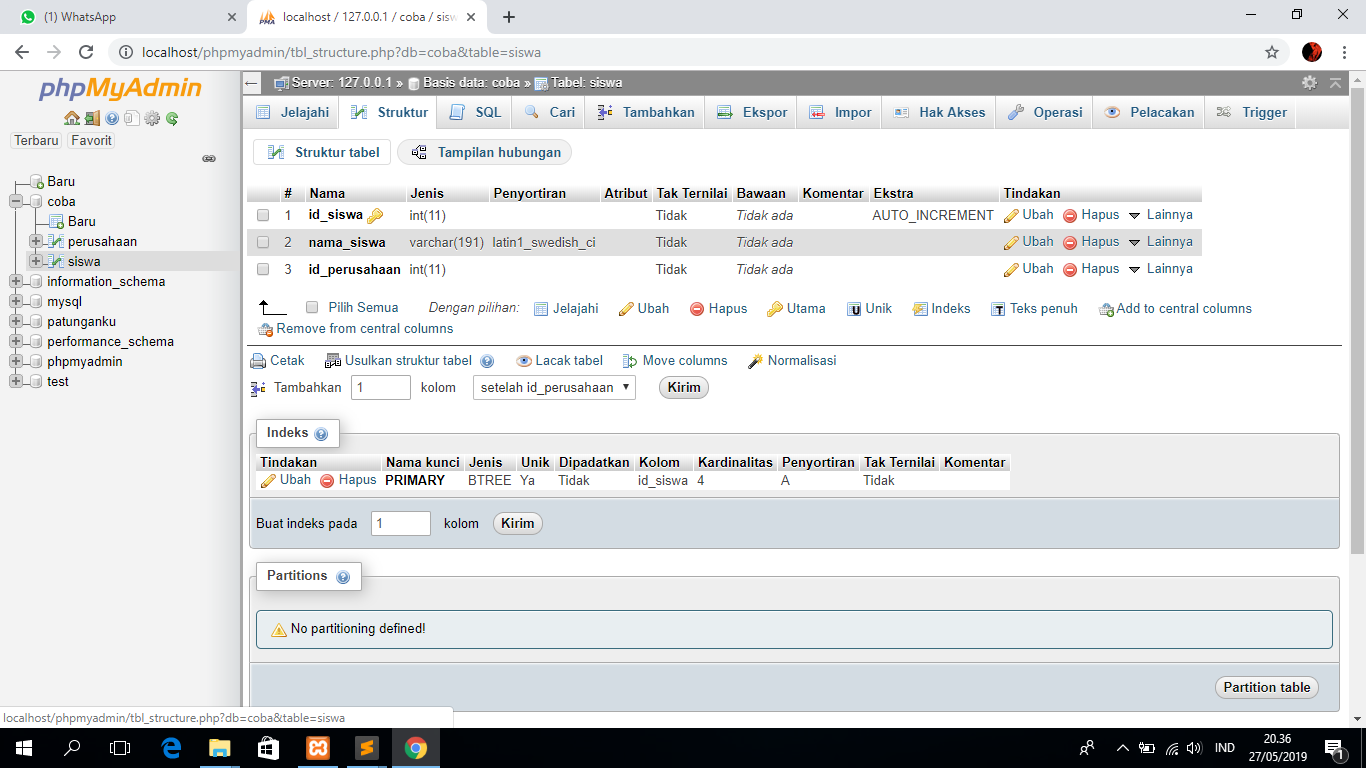 (1) WhatsApp
localhost / 127.0.0.1 / coba / sisw
localhost/phpmyadmin/tbl_structure.php?db=coba&table=siswa
phpMyAdmin
Terbaru Favorit
Baru
coba
Baru
perusahaan
siswa
information_schema
mysql
patunganku
performance_schema
phpmyadmin
test
Server: 127.0.0.1 » Basis data: coba » Tabel: siswa
Jelajahi Struktur SQL Cari Tambahkan Ekspor Impor Hak Akses Operasi Pelacakan Trigger
Struktur tabel Tampilan hubungan
# Nama Jenis Penyortiran Atribut Tak Ternilai Bawaan Komentar Ekstra Tindakan
1 id_siswa int(11) Tidak Tidak ada AUTO_INCREMENT Ubah Hapus Lainnya
2 nama_siswa varchar(191) latin1_swedish_ci Tidak Tidak ada Ubah Hapus Lainnya
3 id_perusahaan int(11) Tidak Tidak ada Ubah Hapus Lainnya
Pilih Semua Dengan pilihan: Jelajahi Ubah Hapus Utama Unik Indeks Teks penuh Add to central columns
Remove from central columns
Cetak Usulkan struktur tabel Lacak tabel Move columns Normalisasi
Tambahkan 1 kolom setelah id_perusahaan Kirim
Indeks
Tindakan Nama kunci Jenis Unik Dipadatkan Kolom Kardinalitas Penyortiran Tak Ternilai Komentar
Ubah Hapus PRIMARY BTREE Ya Tidak id_siswa 4 A Tidak
Buat indeks pada 1 kolom Kirim
Partitions
No partitioning defined!
Partition table
localhost/phpmyadmin/tbl_structure.php?db=coba&table=siswa
IND
20.36
27/05/2019
1